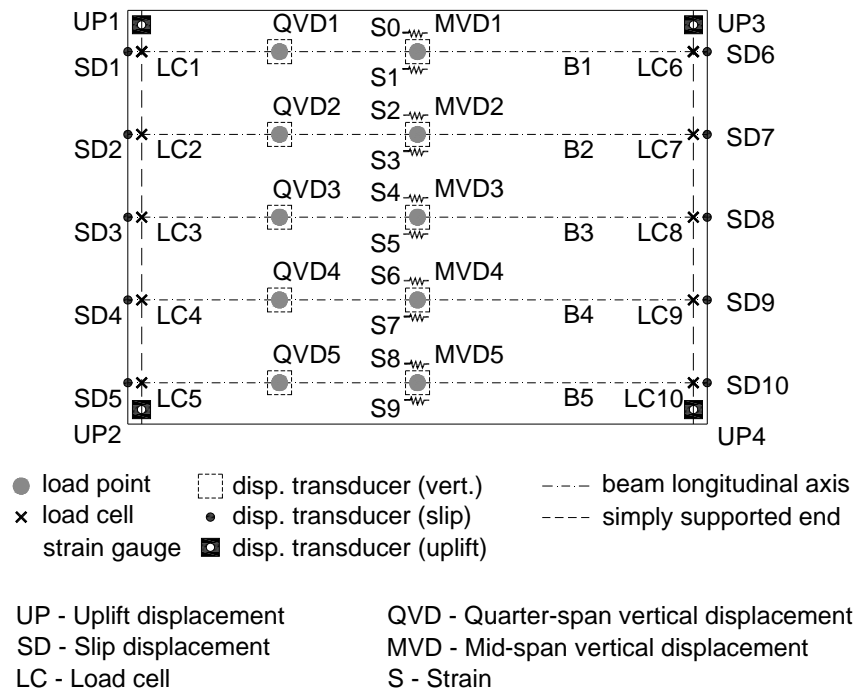 UP1 QVD1 S0 MVD1 UP3
SD1 LC1 S1 B1 LC6 SD6
QVD2 S2 MVD2
SD2 LC2 S3 B2 LC7 SD7
QVD3 S4 MVD3
SD3 LC3 S5 B3 LC8 SD8
QVD4 S6 MVD4
SD4 LC4 S7 B4 LC9 SD9
QVD5 S8 MVD5
SD5 LC5 S9 B5 LC10 SD10
UP2 UP4
load point disp. transducer (vert.) beam longitudinal axis
load cell disp. transducer (slip) simply supported end
strain gauge disp. transducer (uplift)
UP - Uplift displacement QVD - Quarter-span vertical displacement
SD - Slip displacement MVD - Mid-span vertical displacement
LC - Load cell S - Strain